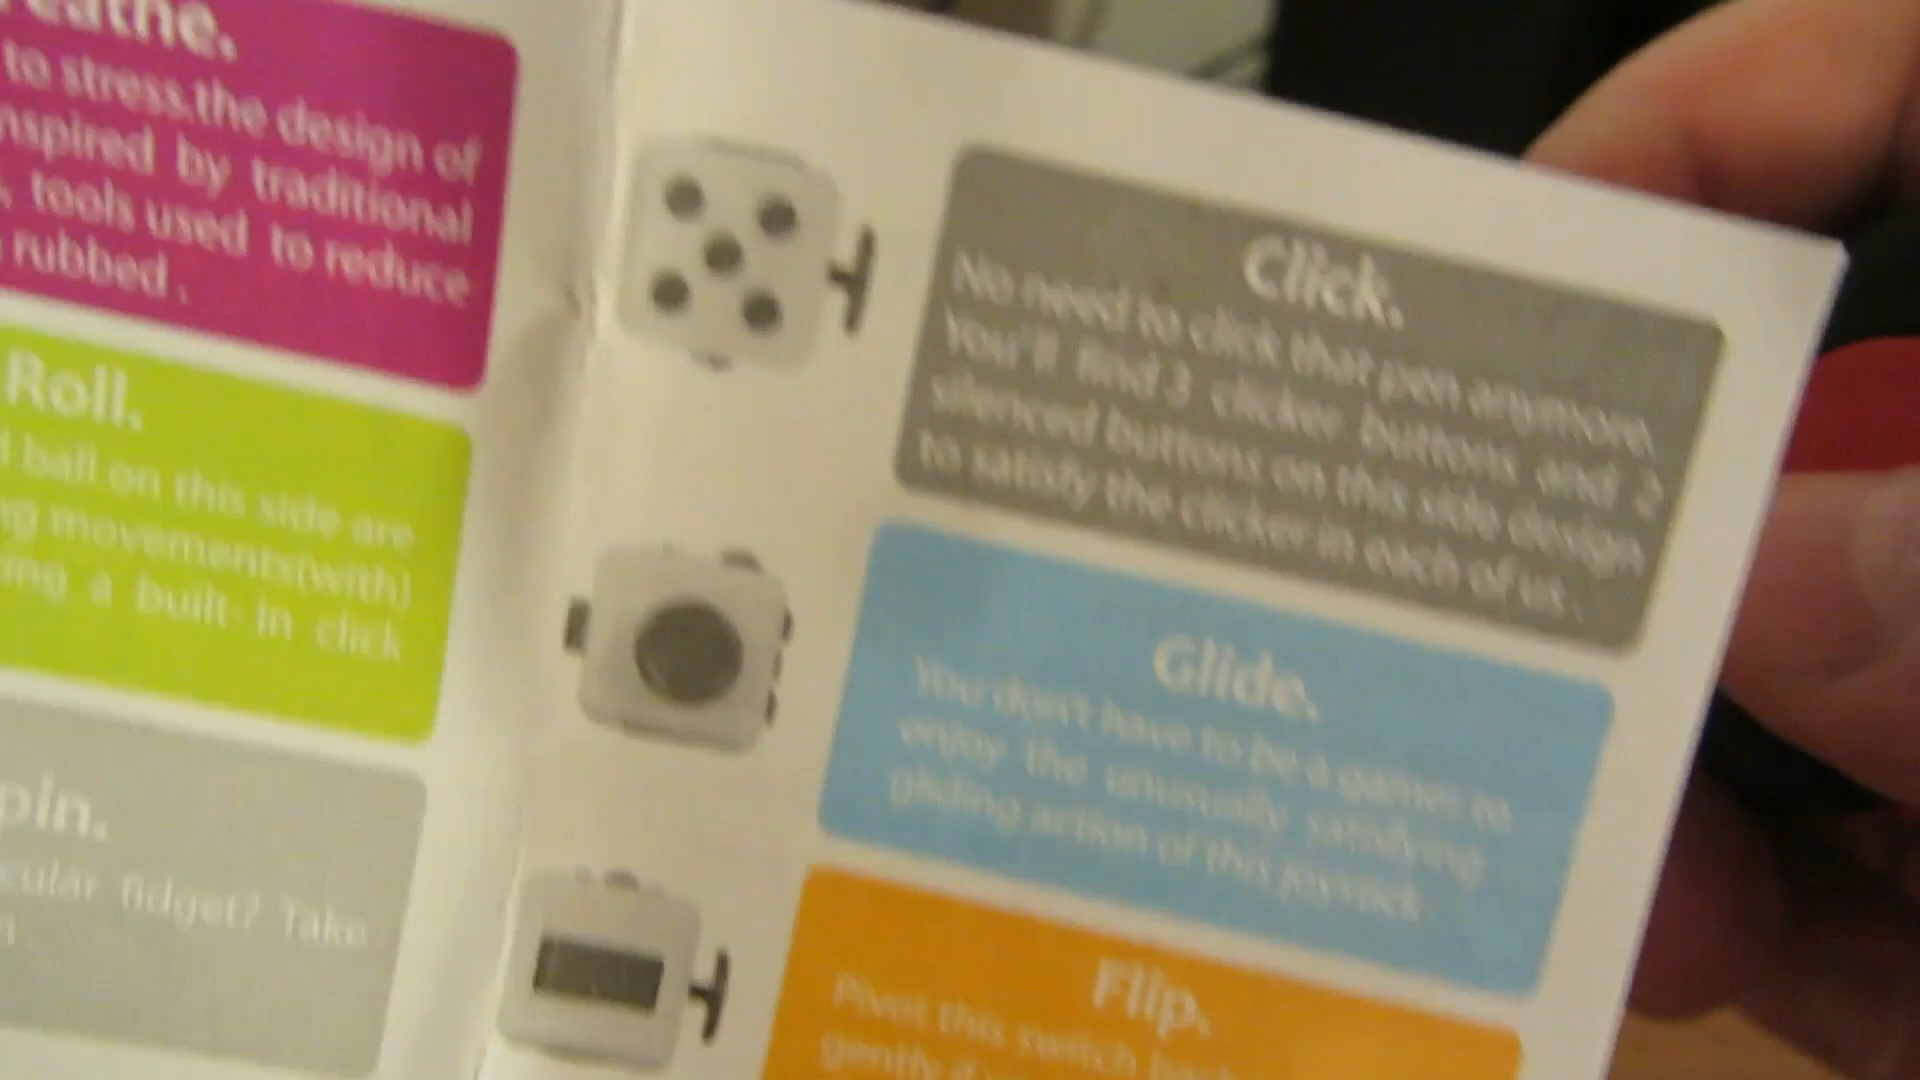 eathe.
to stress.the design of
nspired by traditional
. tools used to reduce
rubbed .
Roll.
d ball on this side are
ng movements(with)
ing a built- in click
pin.
cular fidget? Take
n
Click.
No need to click that pen anymore.
You'll find 3 clicker buttons and 2
silenced buttons on this side design
to satisfy the clicker in each of us .
Glide.
You don't have to be a gamer to
enjoy the unusually satisfying
gliding action of this joystick
Flip.
Pivot this switch
gently if